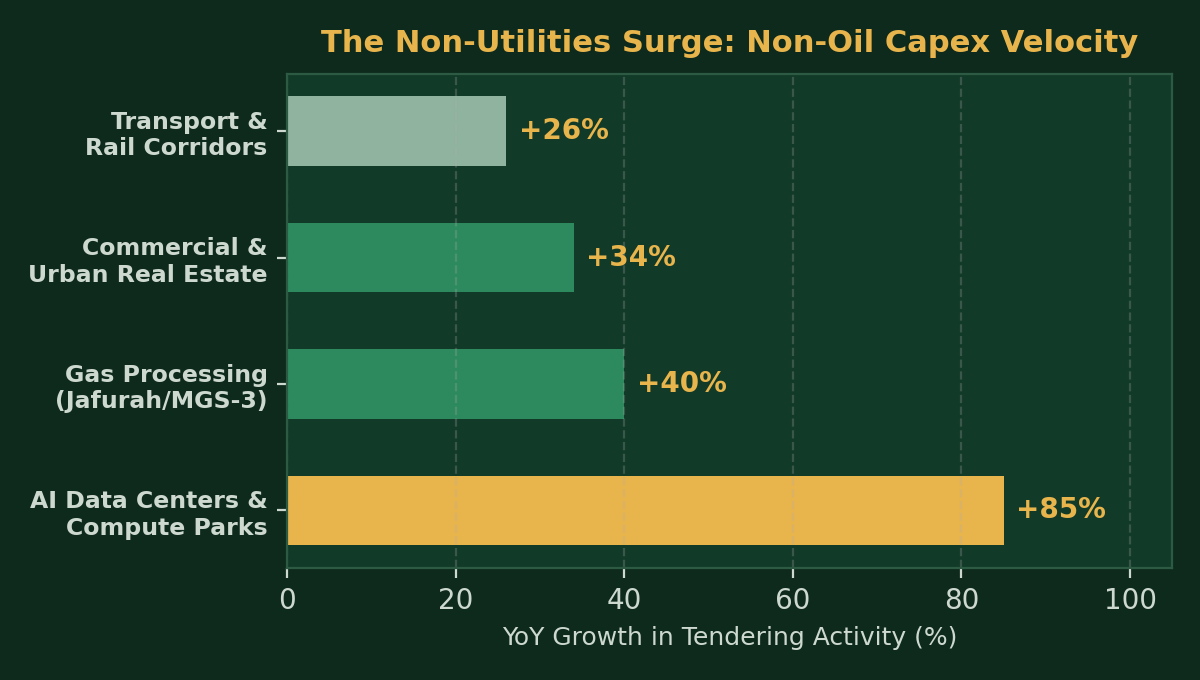 The Non-Utilities Surge: Non-Oil Capex Velocity
Transport &
Rail Corridors
+26%
Commercial &
Urban Real Estate
+34%
Gas Processing
(Jafurah/MGS-3)
+40%
AI Data Centers &
Compute Parks
+85%
0 20 40 60 80 100
YoY Growth in Tendering Activity (%)